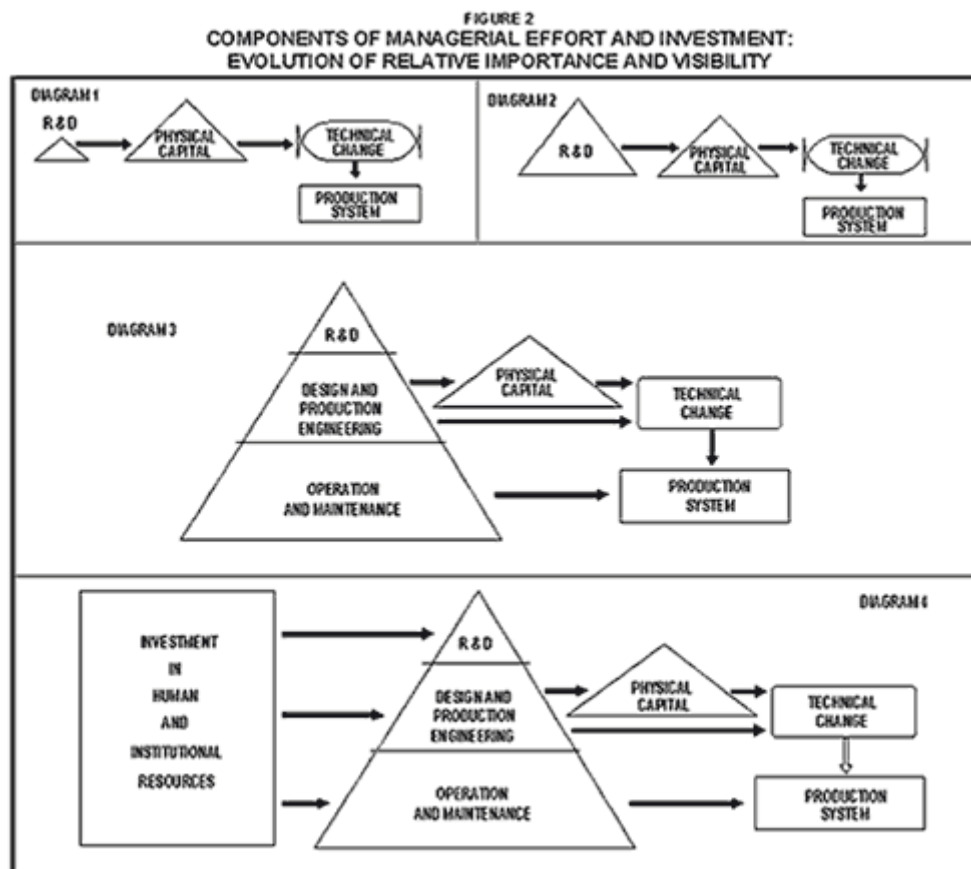 FIGURE 2
COMPONENTS OF MANAGERIAL EFFORT AND INVESTMENT:
EVOLUTION OF RELATIVE IMPORTANCE AND VISIBILITY
DIAGRAM 1
R & D
PHYSICAL
CAPITAL
TECHNICAL
CHANGE
PRODUCTION
SYSTEM
DIAGRAM 2
R & D
PHYSICAL
CAPITAL
TECHNICAL
CHANGE
PRODUCTION
SYSTEM
DIAGRAM 3
R & D
DESIGN AND
PRODUCTION
ENGINEERING
OPERATION
AND MAINTENANCE
PHYSICAL
CAPITAL
TECHNICAL
CHANGE
PRODUCTION
SYSTEM
DIAGRAM 4
INVESTMENT
IN
HUMAN
AND
INSTITUTIONAL
RESOURCES
R & D
DESIGN AND
PRODUCTION
ENGINEERING
OPERATION
AND MAINTENANCE
PHYSICAL
CAPITAL
TECHNICAL
CHANGE
PRODUCTION
SYSTEM